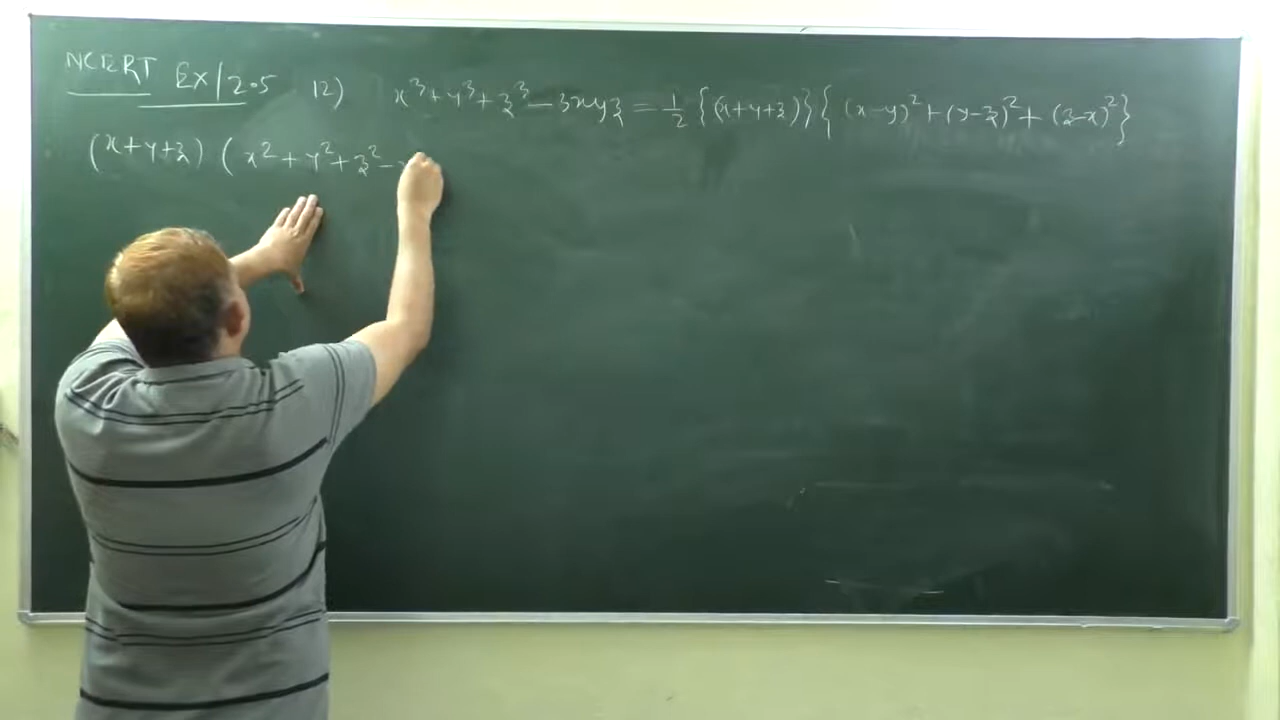 NCERT Ex/2.5 12) x³+y³+z³-3xyz = 1/2 {(x+y+z)}{(x-y)²+(y-z)²+(z-x)²}
(x+y+z) (x²+y²+z²-